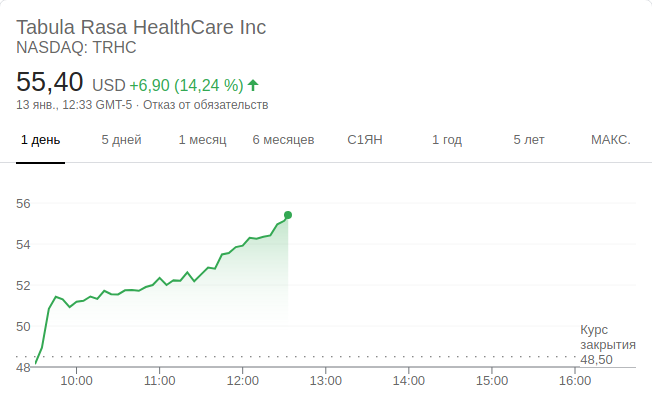 Tabula Rasa HealthCare Inc
NASDAQ: TRHC
55,40 USD +6,90 (14,24 %)
13 янв., 12:33 GMT-5 · Отказ от обязательств
1 день 5 дней 1 месяц 6 месяцев С1ЯН 1 год 5 лет МАКС.
56
54
52
50
48
Курс
закрытия
48,50
10:00 11:00 12:00 13:00 14:00 15:00 16:00